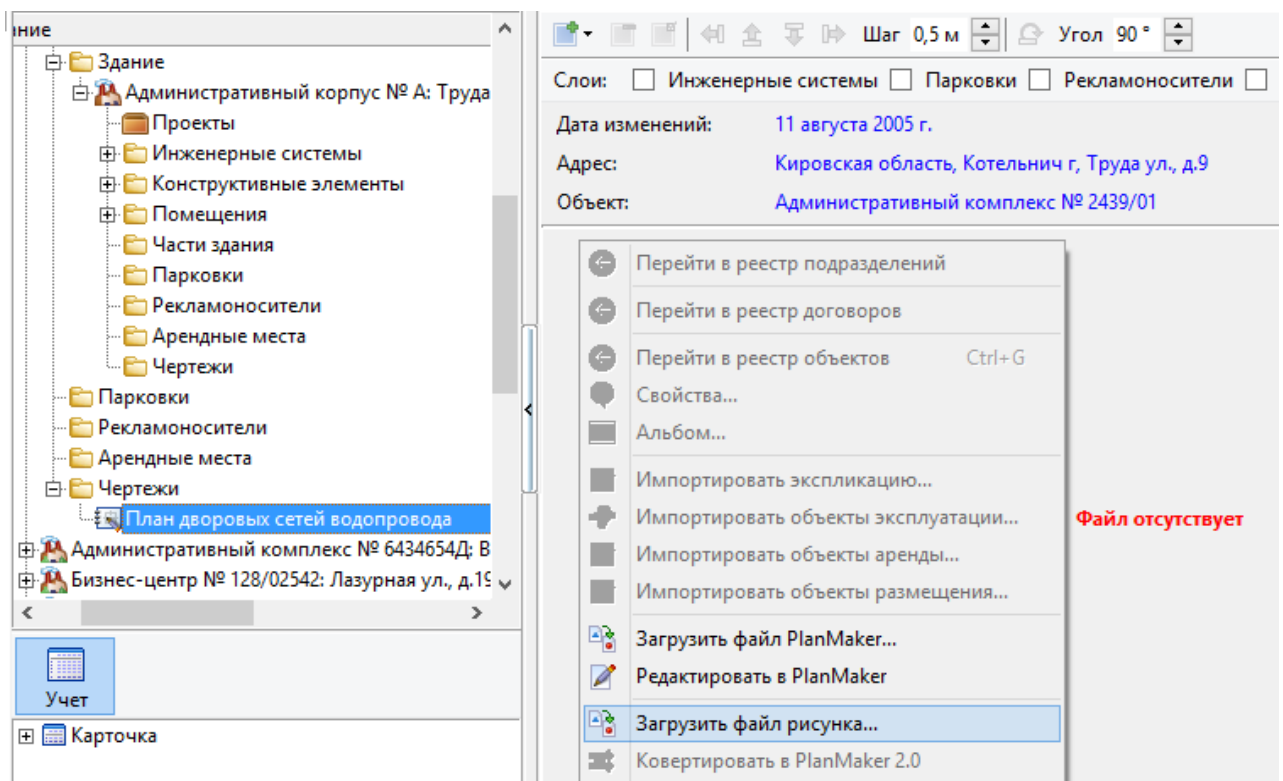 ние
Здание
Административный корпус № А: Труда
Проекты
Инженерные системы
Конструктивные элементы
Помещения
Части здания
Парковки
Рекламоносители
Арендные места
Чертежи
Парковки
Рекламоносители
Арендные места
Чертежи
План дворовых сетей водопровода
Административный комплекс № 6434654Д: В
Бизнес-центр № 128/02542: Лазурная ул., д.19
Учет
Карточка
Шаг 0,5 м Угол 90 °
Слои: Инженерные системы Парковки Рекламоносители
Дата изменений: 11 августа 2005 г.
Адрес: Кировская область, Котельнич г, Труда ул., д.9
Объект: Административный комплекс № 2439/01
Перейти в реестр подразделений
Перейти в реестр договоров
Перейти в реестр объектов Ctrl+G
Свойства...
Альбом...
Импортировать экспликацию...
Импортировать объекты эксплуатации...
Импортировать объекты аренды...
Импортировать объекты размещения...
Загрузить файл PlanMaker...
Редактировать в PlanMaker
Загрузить файл рисунка...
Ковертировать в PlanMaker 2.0
Файл отсутствует